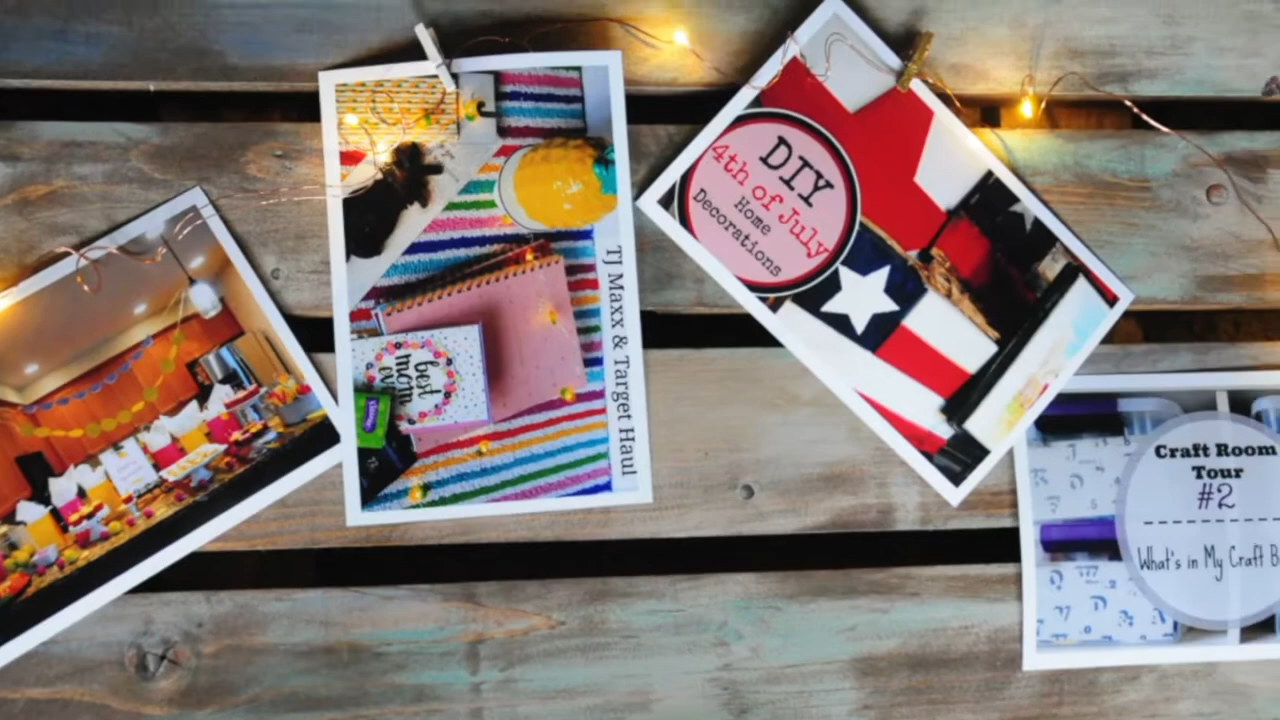 best
mom
TJ Maxx & Target Haul
DIY
4th of July
Home
Decorations
Craft Room
Tour
#2
What's in My Craft B